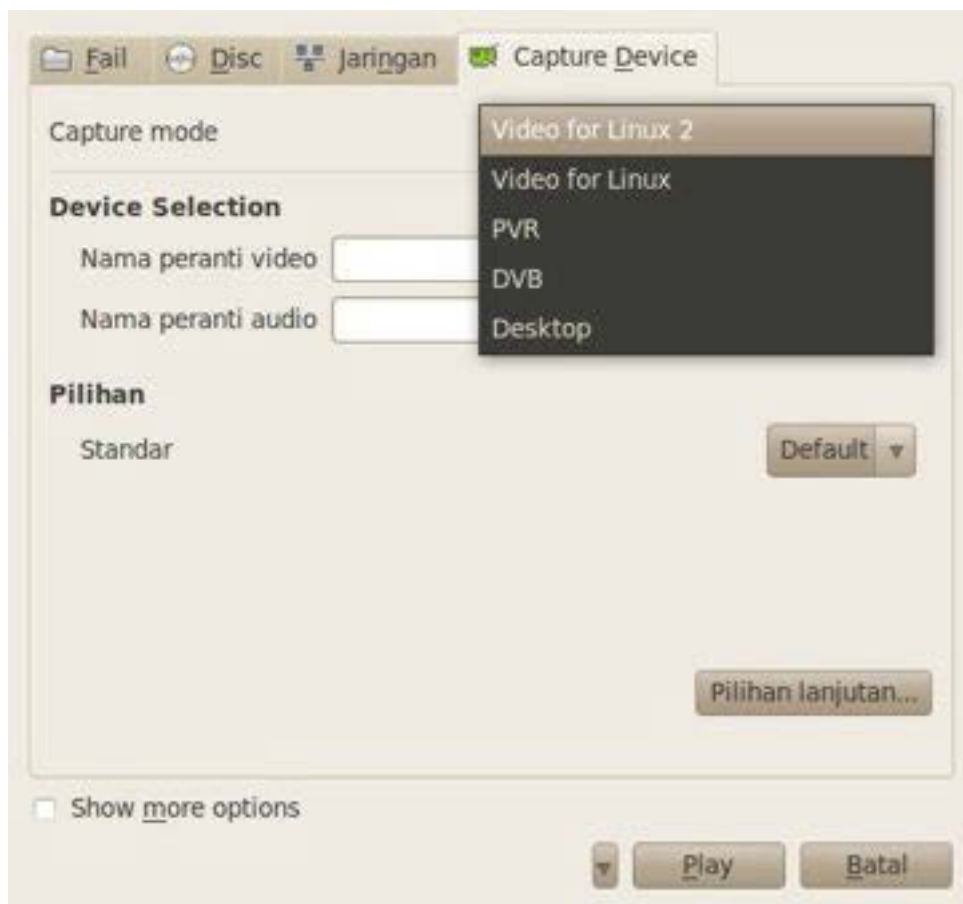 Fail Disc Jaringan Capture Device
Capture mode
Video for Linux 2
Video for Linux
PVR
DVB
Desktop
Device Selection
Nama peranti video
Nama peranti audio
Pilihan
Standar Default
Pilihan lanjutan...
Show more options
Play Batal